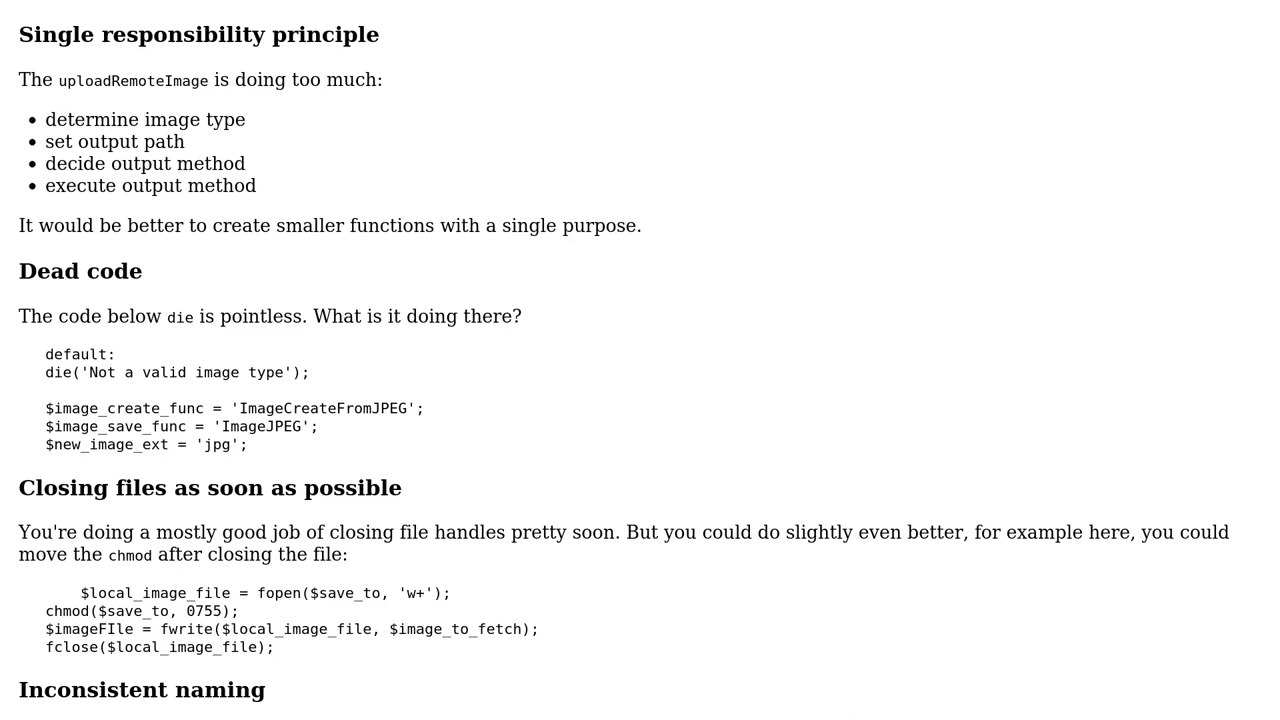 Single responsibility principle
The uploadRemoteImage is doing too much:
• determine image type
• set output path
• decide output method
• execute output method
It would be better to create smaller functions with a single purpose.
Dead code
The code below die is pointless. What is it doing there?
default:
die('Not a valid image type');
$image_create_func = 'ImageCreateFromJPEG';
$image_save_func = 'ImageJPEG';
$new_image_ext = 'jpg';
Closing files as soon as possible
You're doing a mostly good job of closing file handles pretty soon. But you could do slightly even better, for example here, you could
move the chmod after closing the file:
$local_image_file = fopen($save_to, 'w+');
chmod($save_to, 0755);
$imageFIle = fwrite($local_image_file, $image_to_fetch);
fclose($local_image_file);
Inconsistent naming